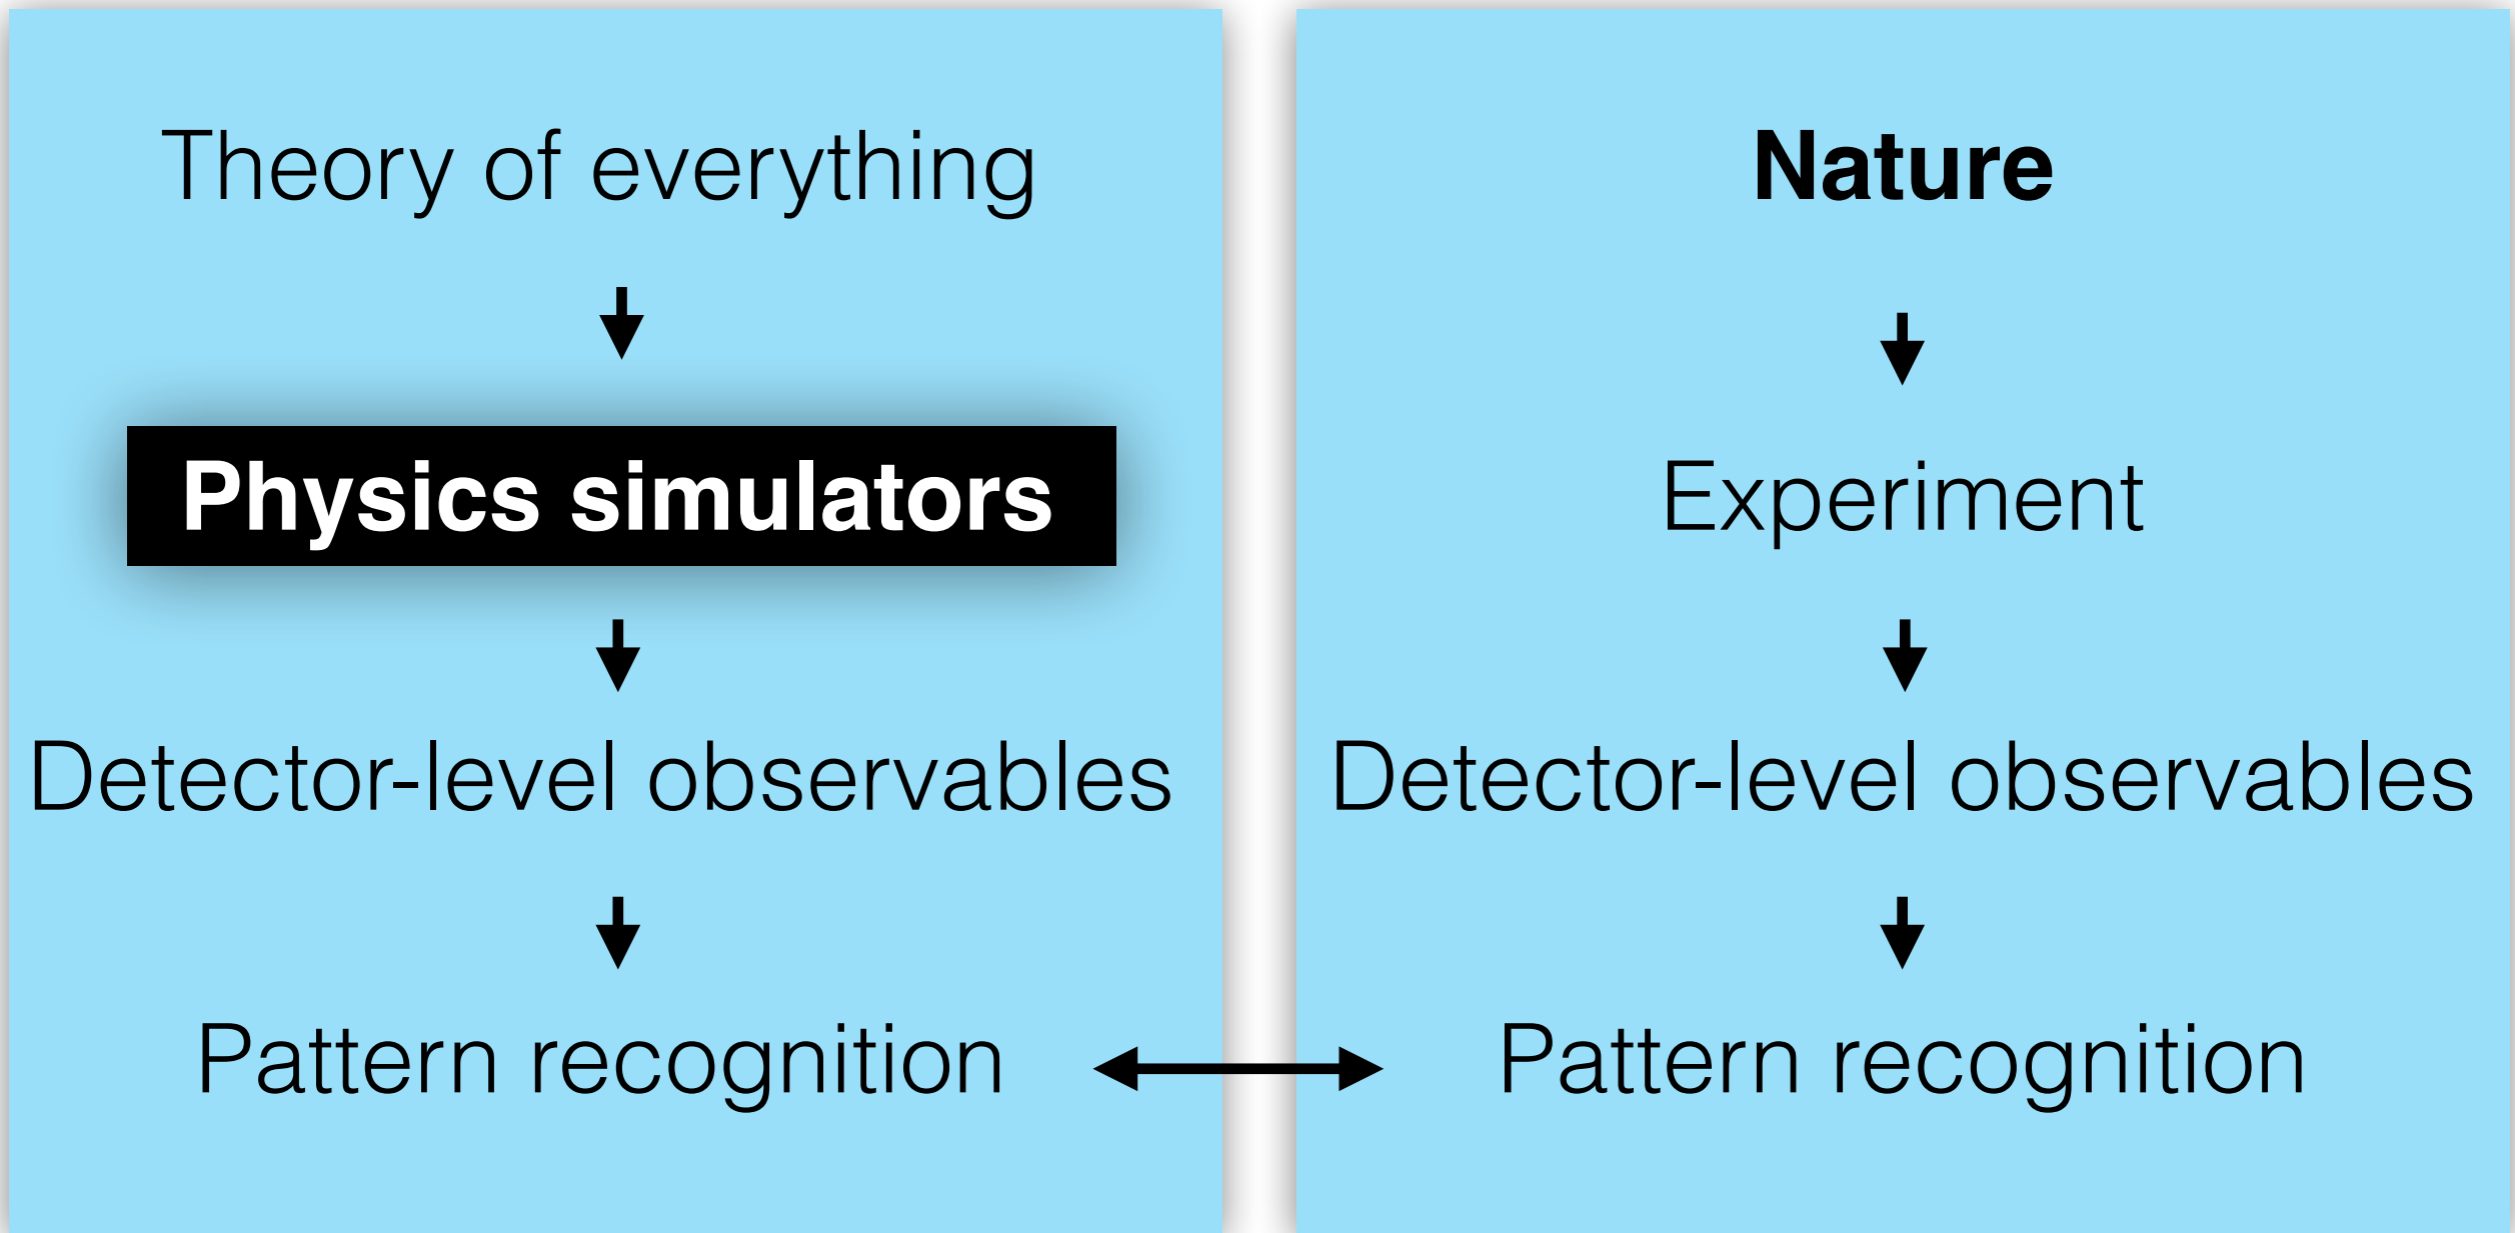 Theory of everything
Physics simulators
Detector-level observables
Pattern recognition
Nature
Experiment
Detector-level observables
Pattern recognition